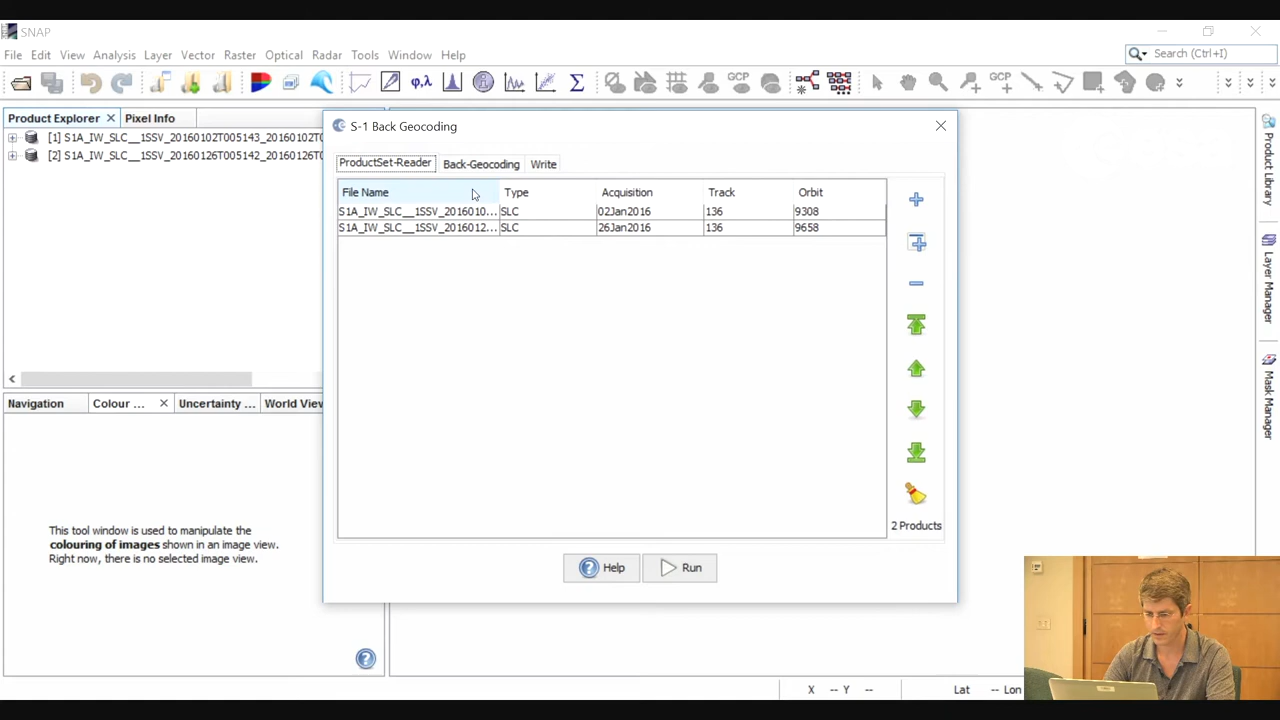 SNAP
File Edit View Analysis Layer Vector Raster Optical Radar Tools Window Help
Search (Ctrl+I)
φ,λ Σ GCP GCP
Product Explorer Pixel Info
[1] S1A_IW_SLC__1SSV_20160102T005143_20160102T0
[2] S1A_IW_SLC__1SSV_20160126T005142_20160126T0
S-1 Back Geocoding
ProductSet-Reader Back-Geocoding Write
File Name Type Acquisition Track Orbit
S1A_IW_SLC__1SSV_2016010... SLC 02Jan2016 136 9308
S1A_IW_SLC__1SSV_2016012... SLC 26Jan2016 136 9658
2 Products
Help Run
Navigation Colour ... Uncertainty ... World View
This tool window is used to manipulate the
colouring of images shown in an image view.
Right now, there is no selected image view.
Product Library
Layer Manager
Mask Manager
X -- Y -- Lat -- Lon